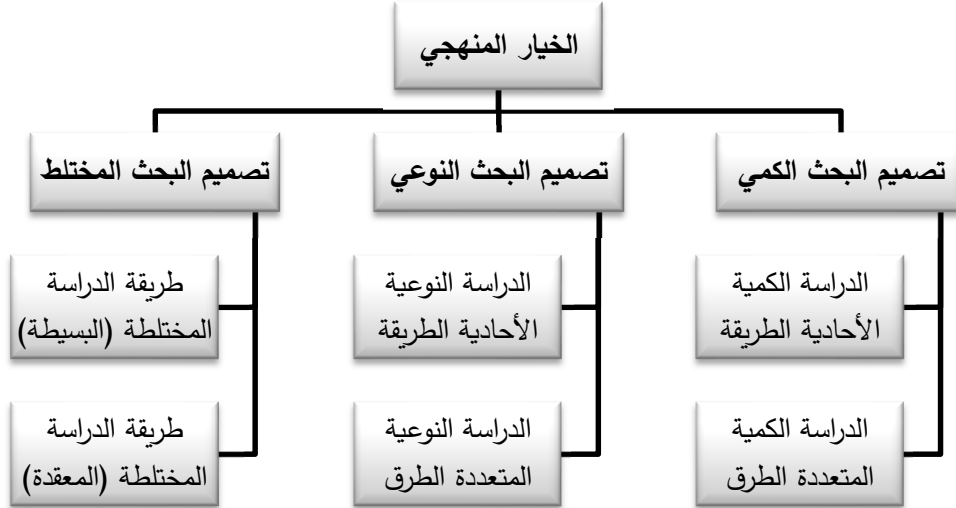 الخيار المنهجي
تصميم البحث الكمي
تصميم البحث النوعي
تصميم البحث المختلط
الدراسة الكمية
الأحادية الطريقة
الدراسة النوعية
الأحادية الطريقة
طريقة الدراسة
المختلطة (البسيطة)
الدراسة الكمية
المتعددة الطرق
الدراسة النوعية
المتعددة الطرق
طريقة الدراسة
المختلطة (المعقدة)